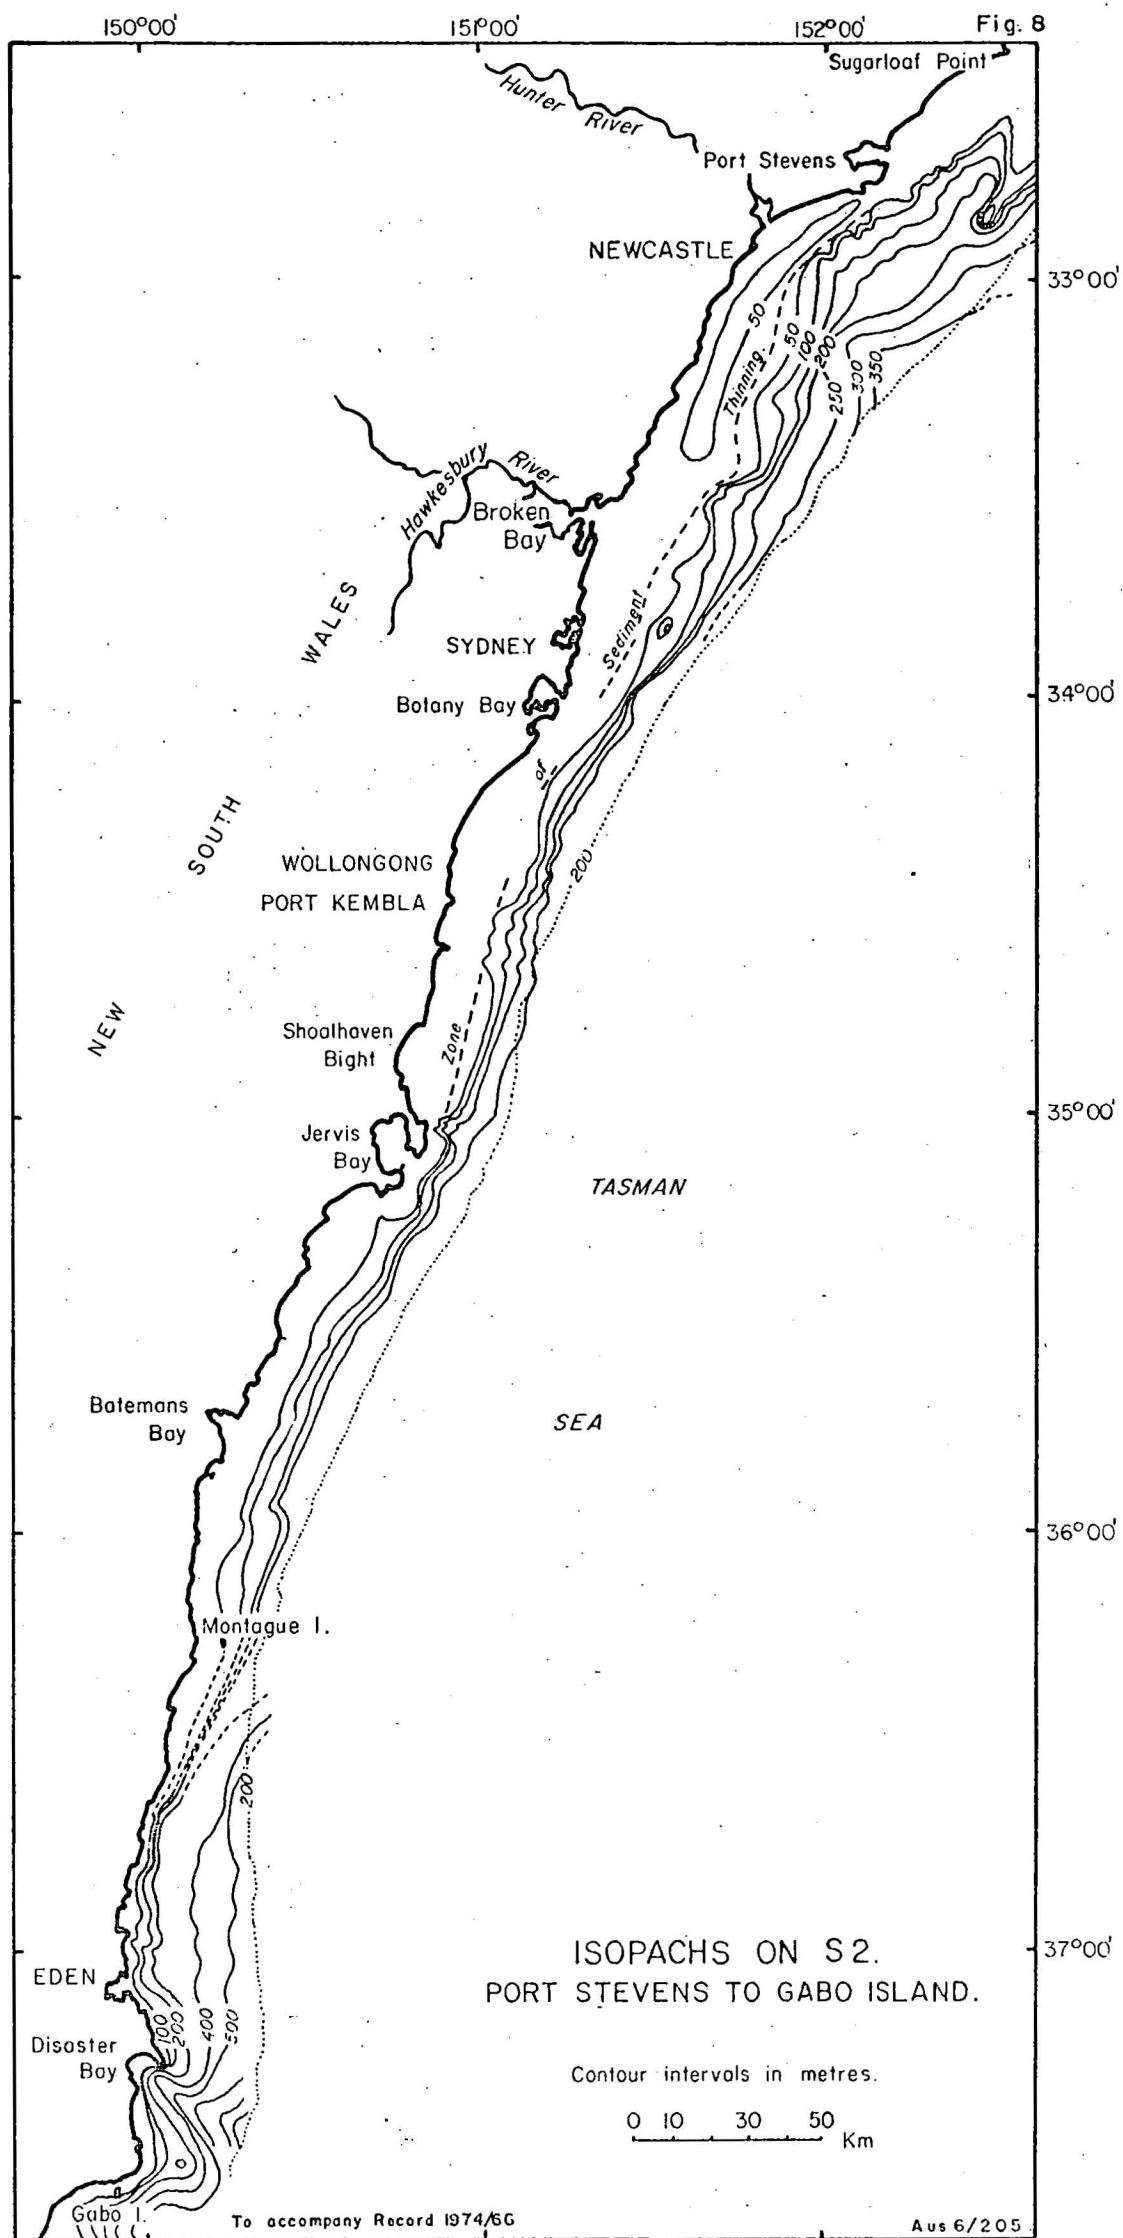 150°00' 151°00' 152°00' Fig. 8
Sugarloaf Point
Hunter River
Port Stevens
NEWCASTLE
33°00'
50
50
100
200
250
300
350
Thinning
Hawkesbury River
Broken
Bay
WALES
Sediment
SYDNEY
34°00'
Botany Bay
of
SOUTH
WOLLONGONG
200
PORT KEMBLA
NEW
Shoalhaven
Bight
Zone
35°00'
Jervis
Bay
TASMAN
Batemans
Bay
SEA
36°00'
Montague I.
200
37°00'
ISOPACHS ON S2.
EDEN
PORT STEVENS TO GABO ISLAND.
100
200
400
500
Disaster
Bay
Contour intervals in metres.
0 10 30 50
Km
Gabo I.
To accompany Record 1974/66
Aus 6/205